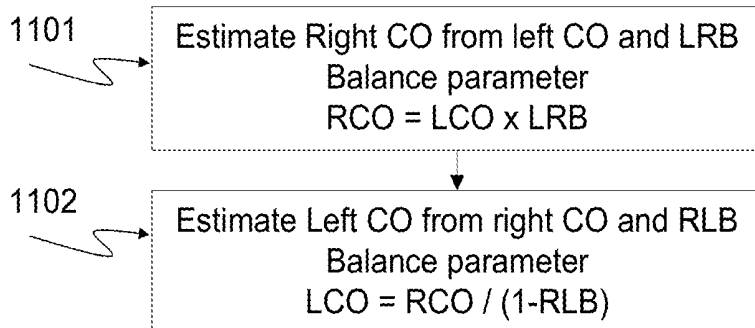 1101
Estimate Right CO from left CO and LRB
Balance parameter
RCO = LCO x LRB
1102
Estimate Left CO from right CO and RLB
Balance parameter
LCO = RCO / (1-RLB)